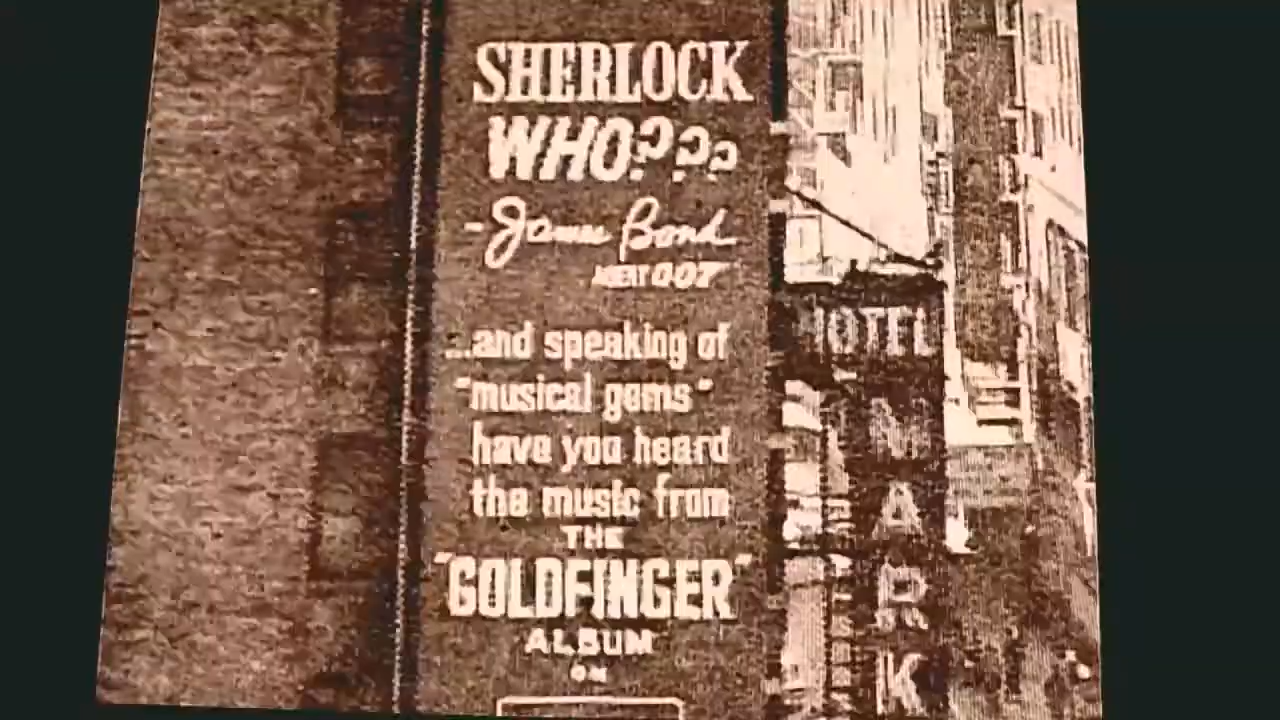 SHERLOCK
WHO???
- James Bond
AGENT 007
...and speaking of
"musical gems"
have you heard
the music from
THE
"GOLDFINGER"
ALBUM
ON
HOTEL
MARK